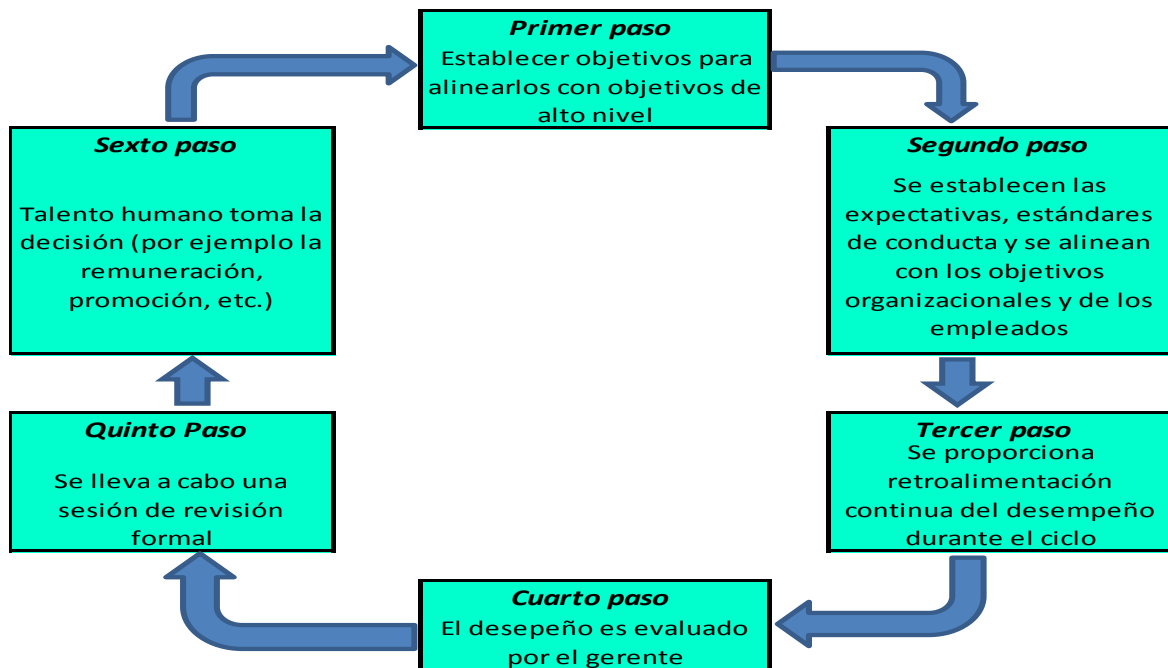 Primer paso
Establecer objetivos para
alinearlos con objetivos de
alto nivel
Segundo paso
Se establecen las
expectativas, estándares
de conducta y se alinean
con los objetivos
organizacionales y de los
empleados
Tercer paso
Se proporciona
retroalimentación
continua del desempeño
durante el ciclo
Cuarto paso
El desepeño es evaluado
por el gerente
Quinto Paso
Se lleva a cabo una
sesión de revisión
formal
Sexto paso
Talento humano toma la
decisión (por ejemplo la
remuneración,
promoción, etc.)